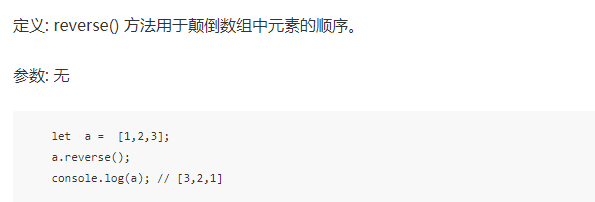 定义: reverse() 方法用于颠倒数组中元素的顺序。
参数: 无
let  a =  [1,2,3];
a.reverse();
console.log(a); // [3,2,1]